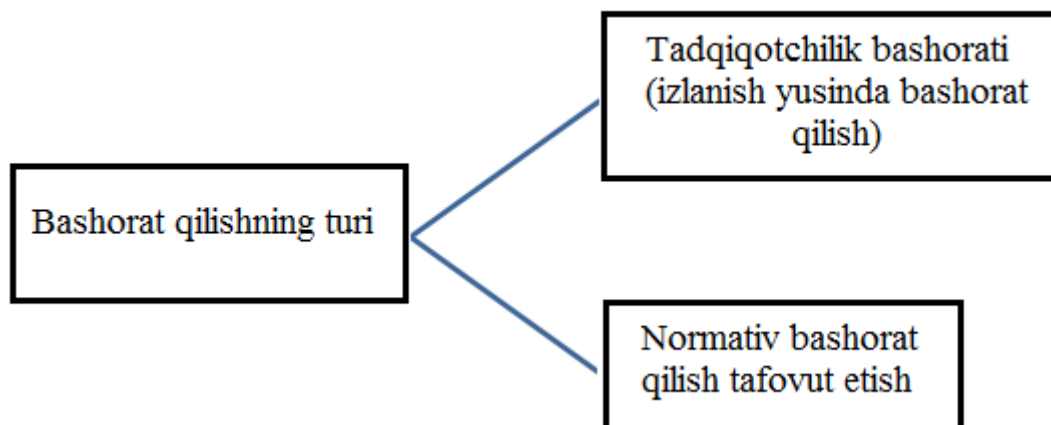 Tadqiqotchilik bashorati
(izlanish yusinda bashorat
qilish)
Bashorat qilishning turi
Normativ bashorat
qilish tafovut etish